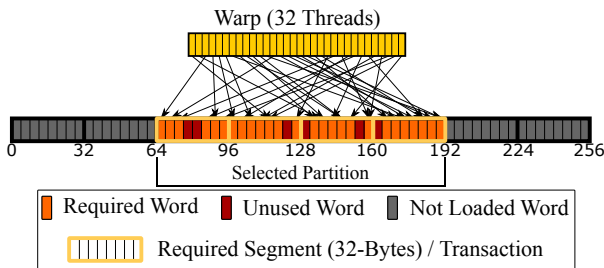 Warp (32 Threads)
0 32 64 96 128 160 192 224 256
Selected Partition
Required Word Unused Word Not Loaded Word
Required Segment (32-Bytes) / Transaction